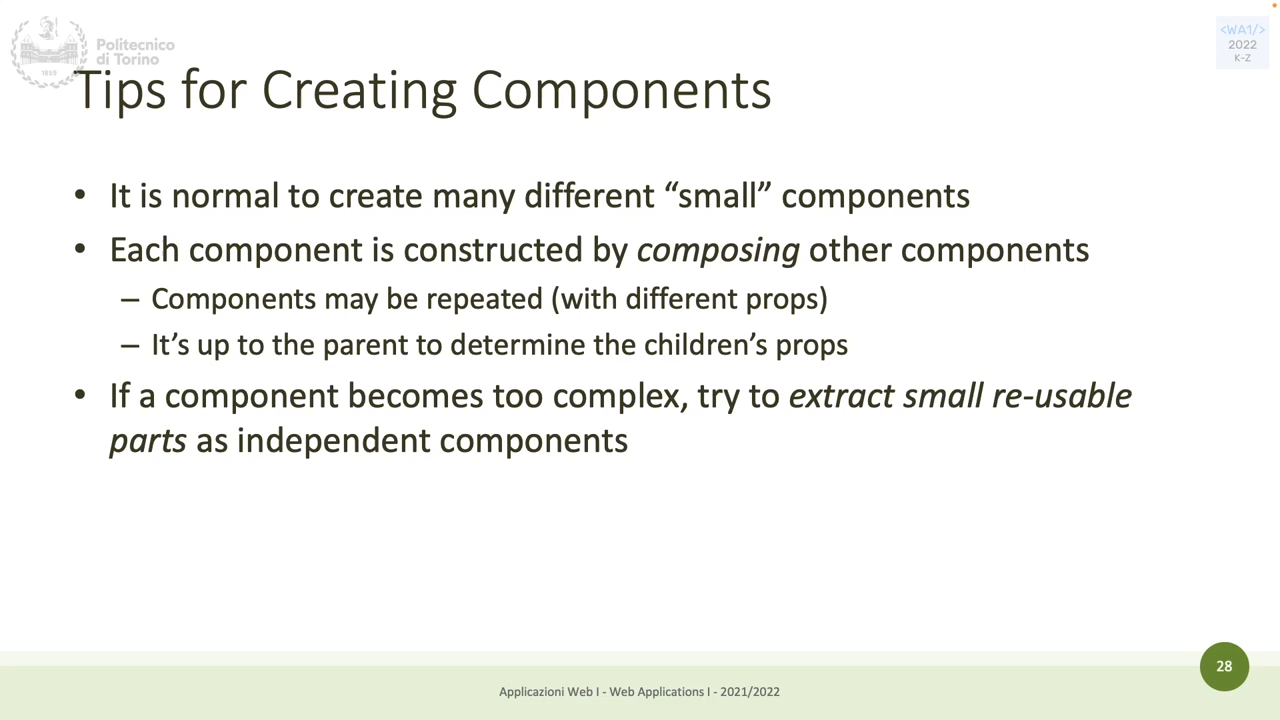 Politecnico
di Torino
1859
<WA1/>
2022
K-Z
Tips for Creating Components
• It is normal to create many different “small” components
• Each component is constructed by composing other components
– Components may be repeated (with different props)
– It’s up to the parent to determine the children’s props
• If a component becomes too complex, try to extract small re-usable
parts as independent components
28
Applicazioni Web I - Web Applications I - 2021/2022